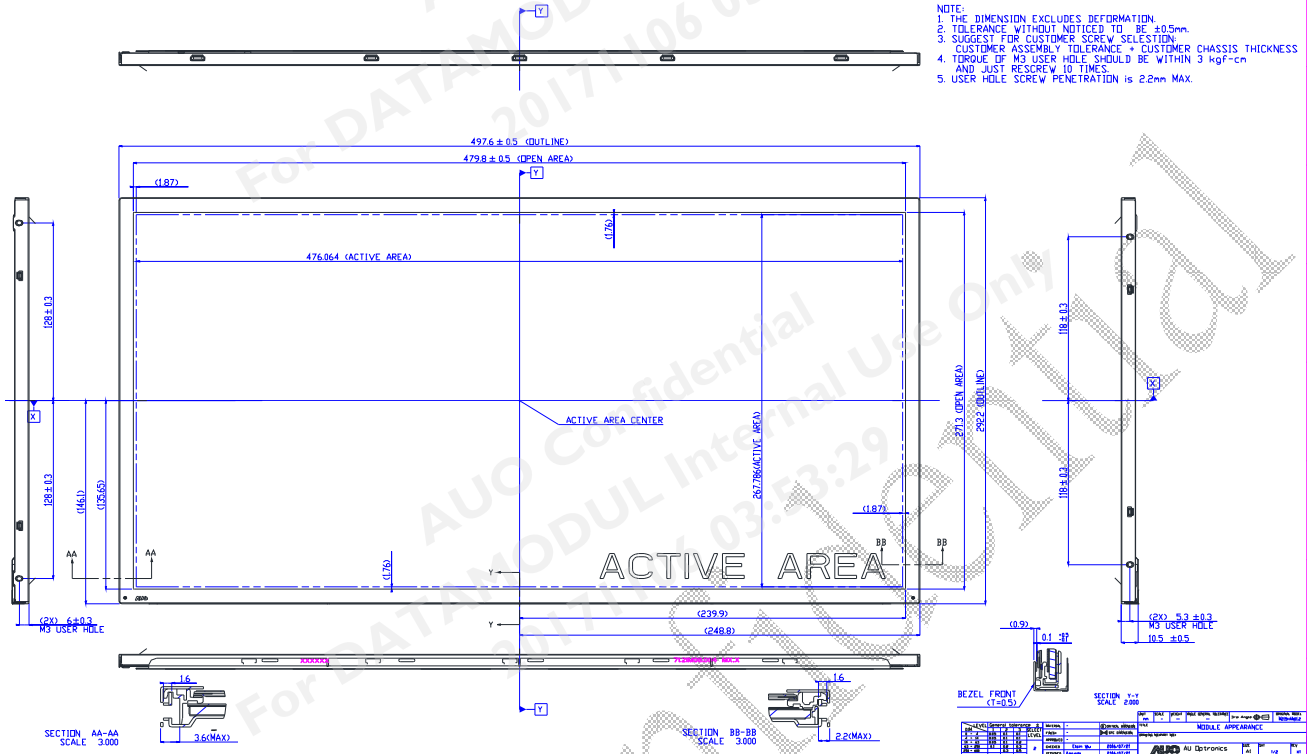 NOTE:
1. THE DIMENSION EXCLUDES DEFORMATION.
2. TOLERANCE WITHOUT NOTICED TO BE ±0.5mm.
3. SUGGEST FOR CUSTOMER SCREW SELESTION:
CUSTOMER ASSEMBLY TOLERANCE + CUSTOMER CHASSIS THICKNESS
4. TORQUE OF M3 USER HOLE SHOULD BE WITHIN 3 kgf-cm
AND JUST RESCREW 10 TIMES.
5. USER HOLE SCREW PENETRATION is 2.2mm MAX.
Y
497.6 ± 0.5 (OUTLINE)
479.8 ± 0.5 (OPEN AREA)
Y
(1.87)
(1.76)
476.064 (ACTIVE AREA)
128 ± 0.3
118 ± 0.3
X
X
ACTIVE AREA CENTER
271.3 (OPEN AREA)
292.2 (OUTLINE)
267.786(ACTIVE AREA)
128 ± 0.3
(146.1)
(135.65)
118 ± 0.3
(1.87)
AA
AA
BB
BB
(1.76)
Y
ACTIVE AREA
AUO
(239.9)
(2X) 6±0.3
M3 USER HOLE
Y
(248.8)
(2X) 5.3 ±0.3
M3 USER HOLE
10.5 ±0.5
(0.9)
0.1
XXXXXX
1.6
1.6
Y
3.6(MAX)
2.2(MAX)
SECTION AA-AA
SCALE 3.000
SECTION BB-BB
SCALE 3.000
BEZEL FRONT
(T=0.5)
SECTION Y-Y
SCALE 2.000
MODULE APPEARANCE
AUO AU Optronics
1/2
For DATAMODUL Internal Use Only
AUO Confidential
2017/11/06 03:53:29
Confidential